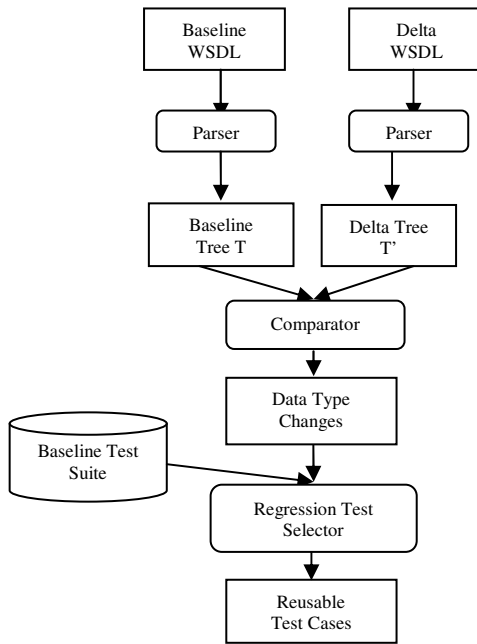 Baseline
WSDL
Delta
WSDL
Parser
Parser
Baseline
Tree T
Delta Tree
T’
Comparator
Data Type
Changes
Baseline Test
Suite
Regression Test
Selector
Reusable
Test Cases